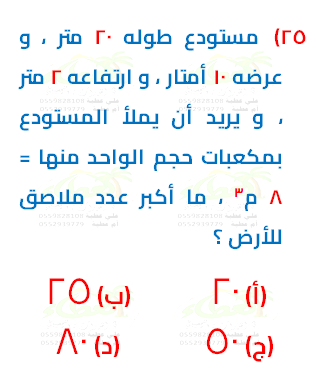 ٢٥) مستودع طوله ٢٠ متر ، و
عرضه ١٠ أمتار ، و ارتفاعه ٢ متر
، و يريد أن يملأ المستودع
بمكعبات حجم الواحد منها =
٨ م٣ ، ما أكبر عدد ملاصق
للأرض ؟
(أ) ٢٠ (ب) ٢٥
(ج) ٥٠ (د) ٨٠